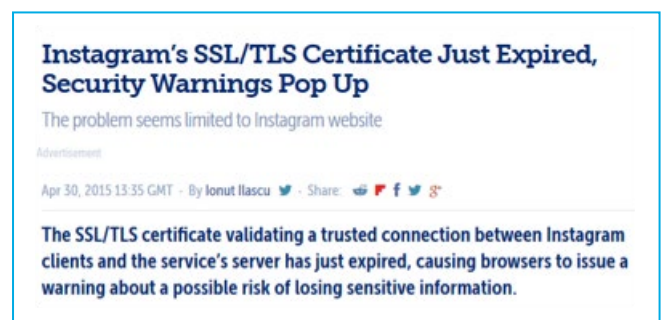 Instagram's SSL/TLS Certificate Just Expired,
Security Warnings Pop Up
The problem seems limited to Instagram website
Advertisement
Apr 30, 2015 13:35 GMT · By Ionut Ilascu · Share:
The SSL/TLS certificate validating a trusted connection between Instagram
clients and the service's server has just expired, causing browsers to issue a
warning about a possible risk of losing sensitive information.